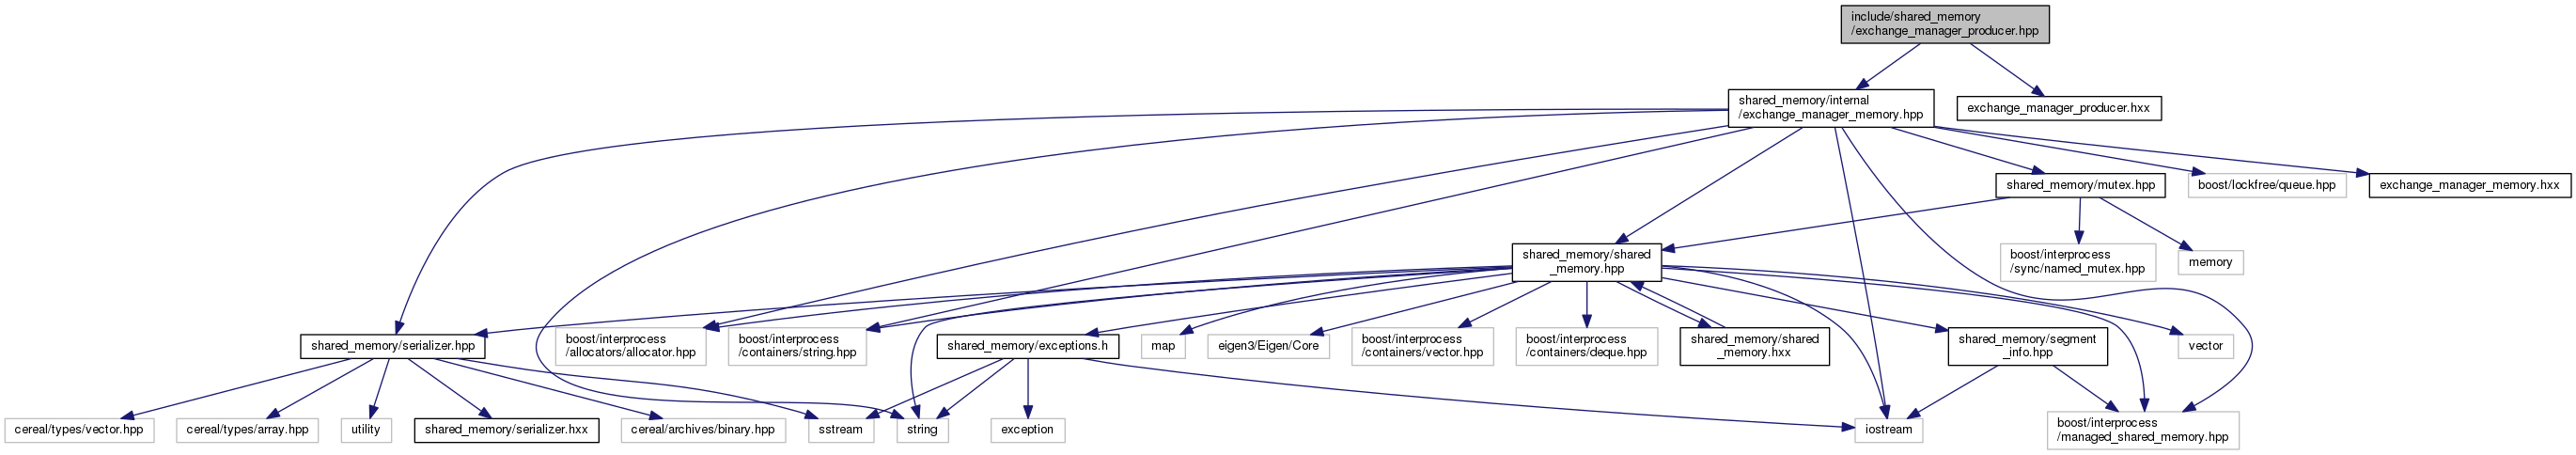 include/shared_memory
/exchange_manager_producer.hpp
shared_memory/internal
/exchange_manager_memory.hpp
exchange_manager_producer.hxx
shared_memory/mutex.hpp
boost/lockfree/queue.hpp
exchange_manager_memory.hxx
shared_memory/shared
_memory.hpp
boost/interprocess
/sync/named_mutex.hpp
memory
shared_memory/serializer.hpp
boost/interprocess
/allocators/allocator.hpp
boost/interprocess
/containers/string.hpp
shared_memory/exceptions.h
map
eigen3/Eigen/Core
boost/interprocess
/containers/vector.hpp
boost/interprocess
/containers/deque.hpp
shared_memory/shared
_memory.hxx
shared_memory/segment
_info.hpp
vector
cereal/types/vector.hpp
cereal/types/array.hpp
utility
shared_memory/serializer.hxx
cereal/archives/binary.hpp
sstream
string
exception
iostream
boost/interprocess
/managed_shared_memory.hpp